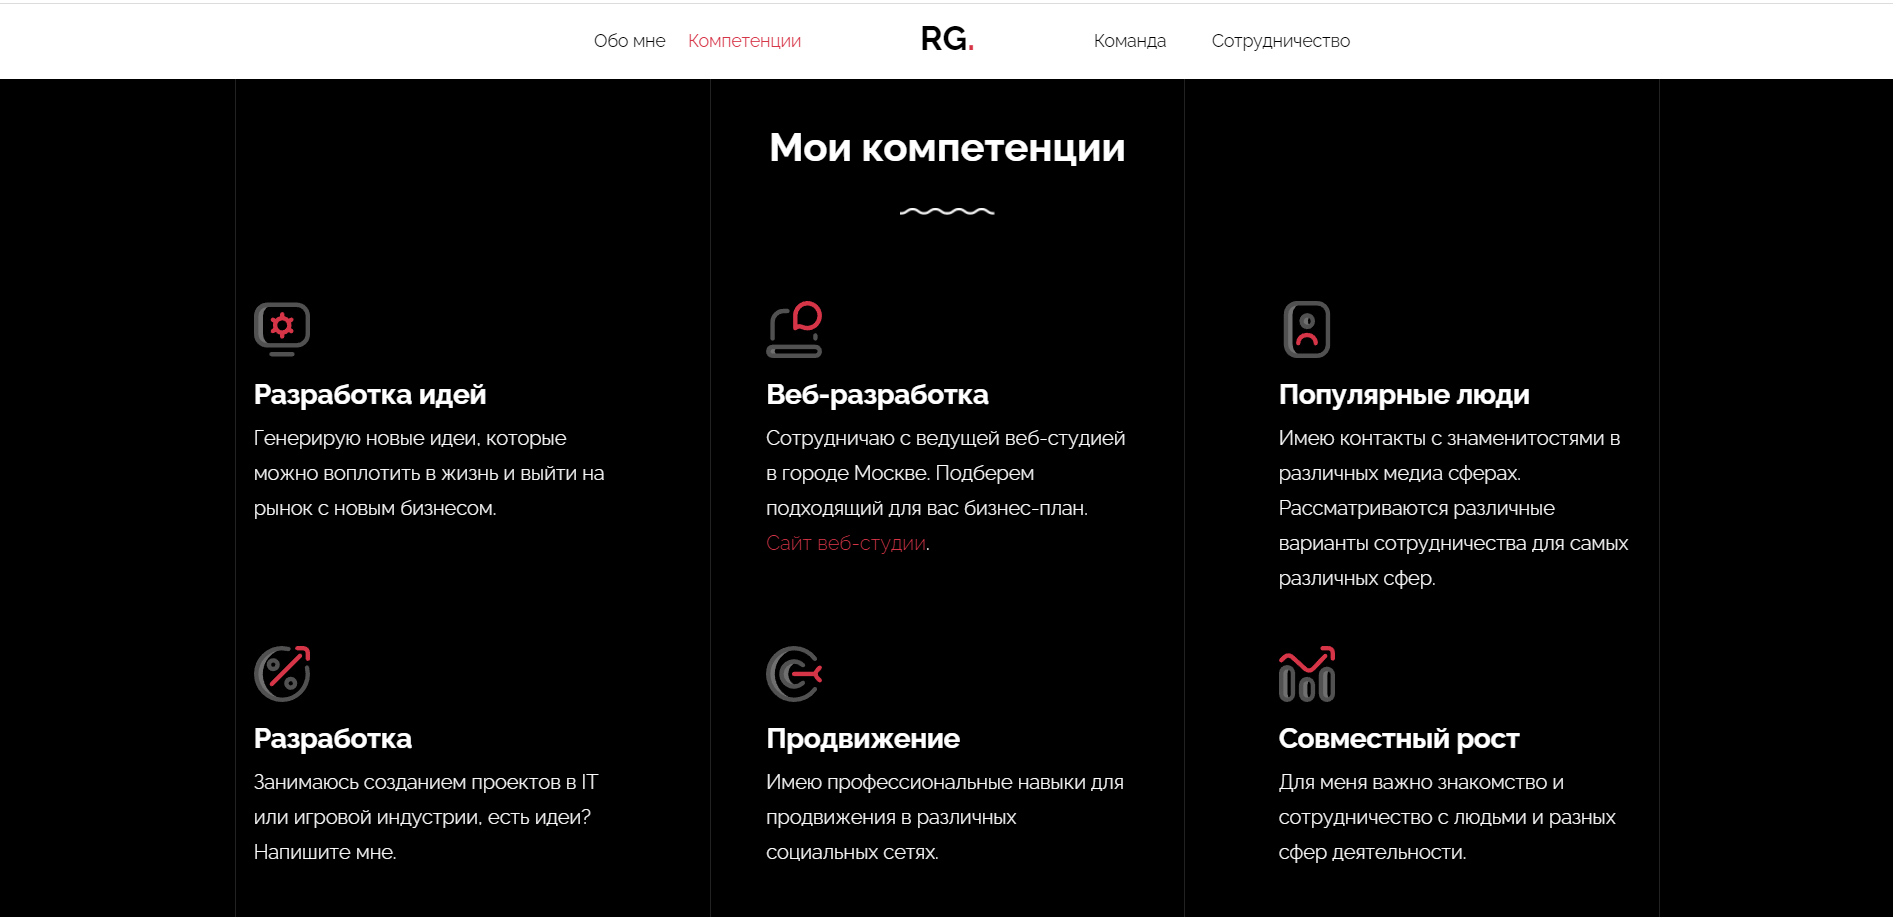 Обо мне
Компетенции
RG.
Команда
Сотрудничество
Мои компетенции
Разработка идей
Генерирую новые идеи, которые
можно воплотить в жизнь и выйти на
рынок с новым бизнесом.
Веб-разработка
Сотрудничаю с ведущей веб-студией
в городе Москве. Подберем
подходящий для вас бизнес-план.
Сайт веб-студии.
Популярные люди
Имею контакты с знаменитостями в
различных медиа сферах.
Рассматриваются различные
варианты сотрудничества для самых
различных сфер.
Разработка
Занимаюсь созданием проектов в IT
или игровой индустрии, есть идеи?
Напишите мне.
Продвижение
Имею профессиональные навыки для
продвижения в различных
социальных сетях.
Совместный рост
Для меня важно знакомство и
сотрудничество с людьми и разных
сфер деятельности.